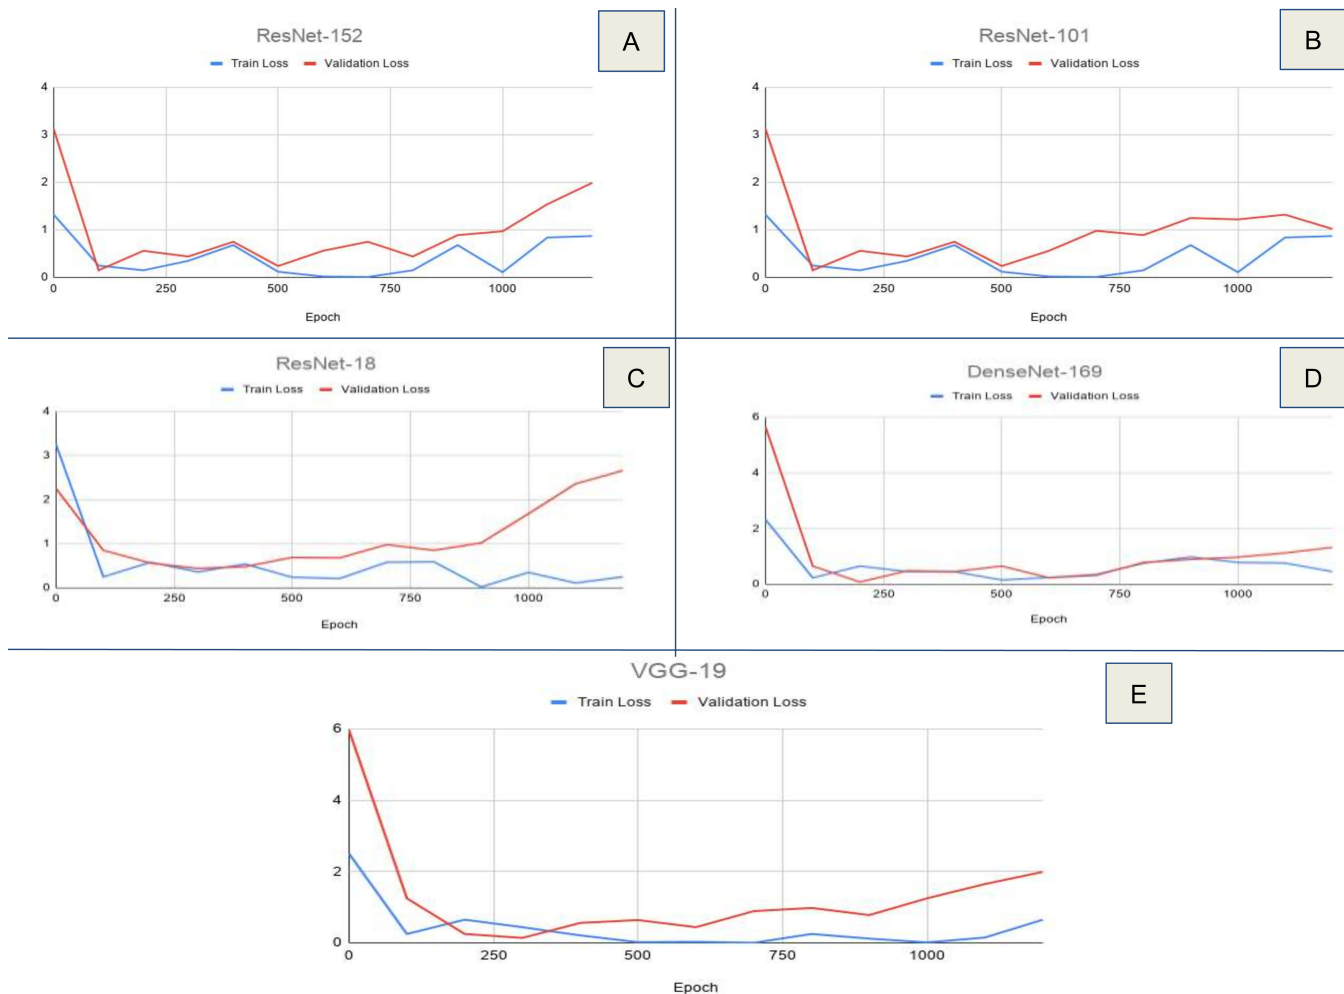 ResNet-152
A
Train Loss Validation Loss
4
3
2
1
0
0 250 500 750 1000
Epoch
ResNet-101
B
Train Loss Validation Loss
4
3
2
1
0
0 250 500 750 1000
Epoch
ResNet-18
C
Train Loss Validation Loss
4
3
2
1
0
0 250 500 750 1000
Epoch
DenseNet-169
D
Train Loss Validation Loss
6
4
2
0
0 250 500 750 1000
Epoch
VGG-19
E
Train Loss Validation Loss
6
4
2
0
0 250 500 750 1000
Epoch